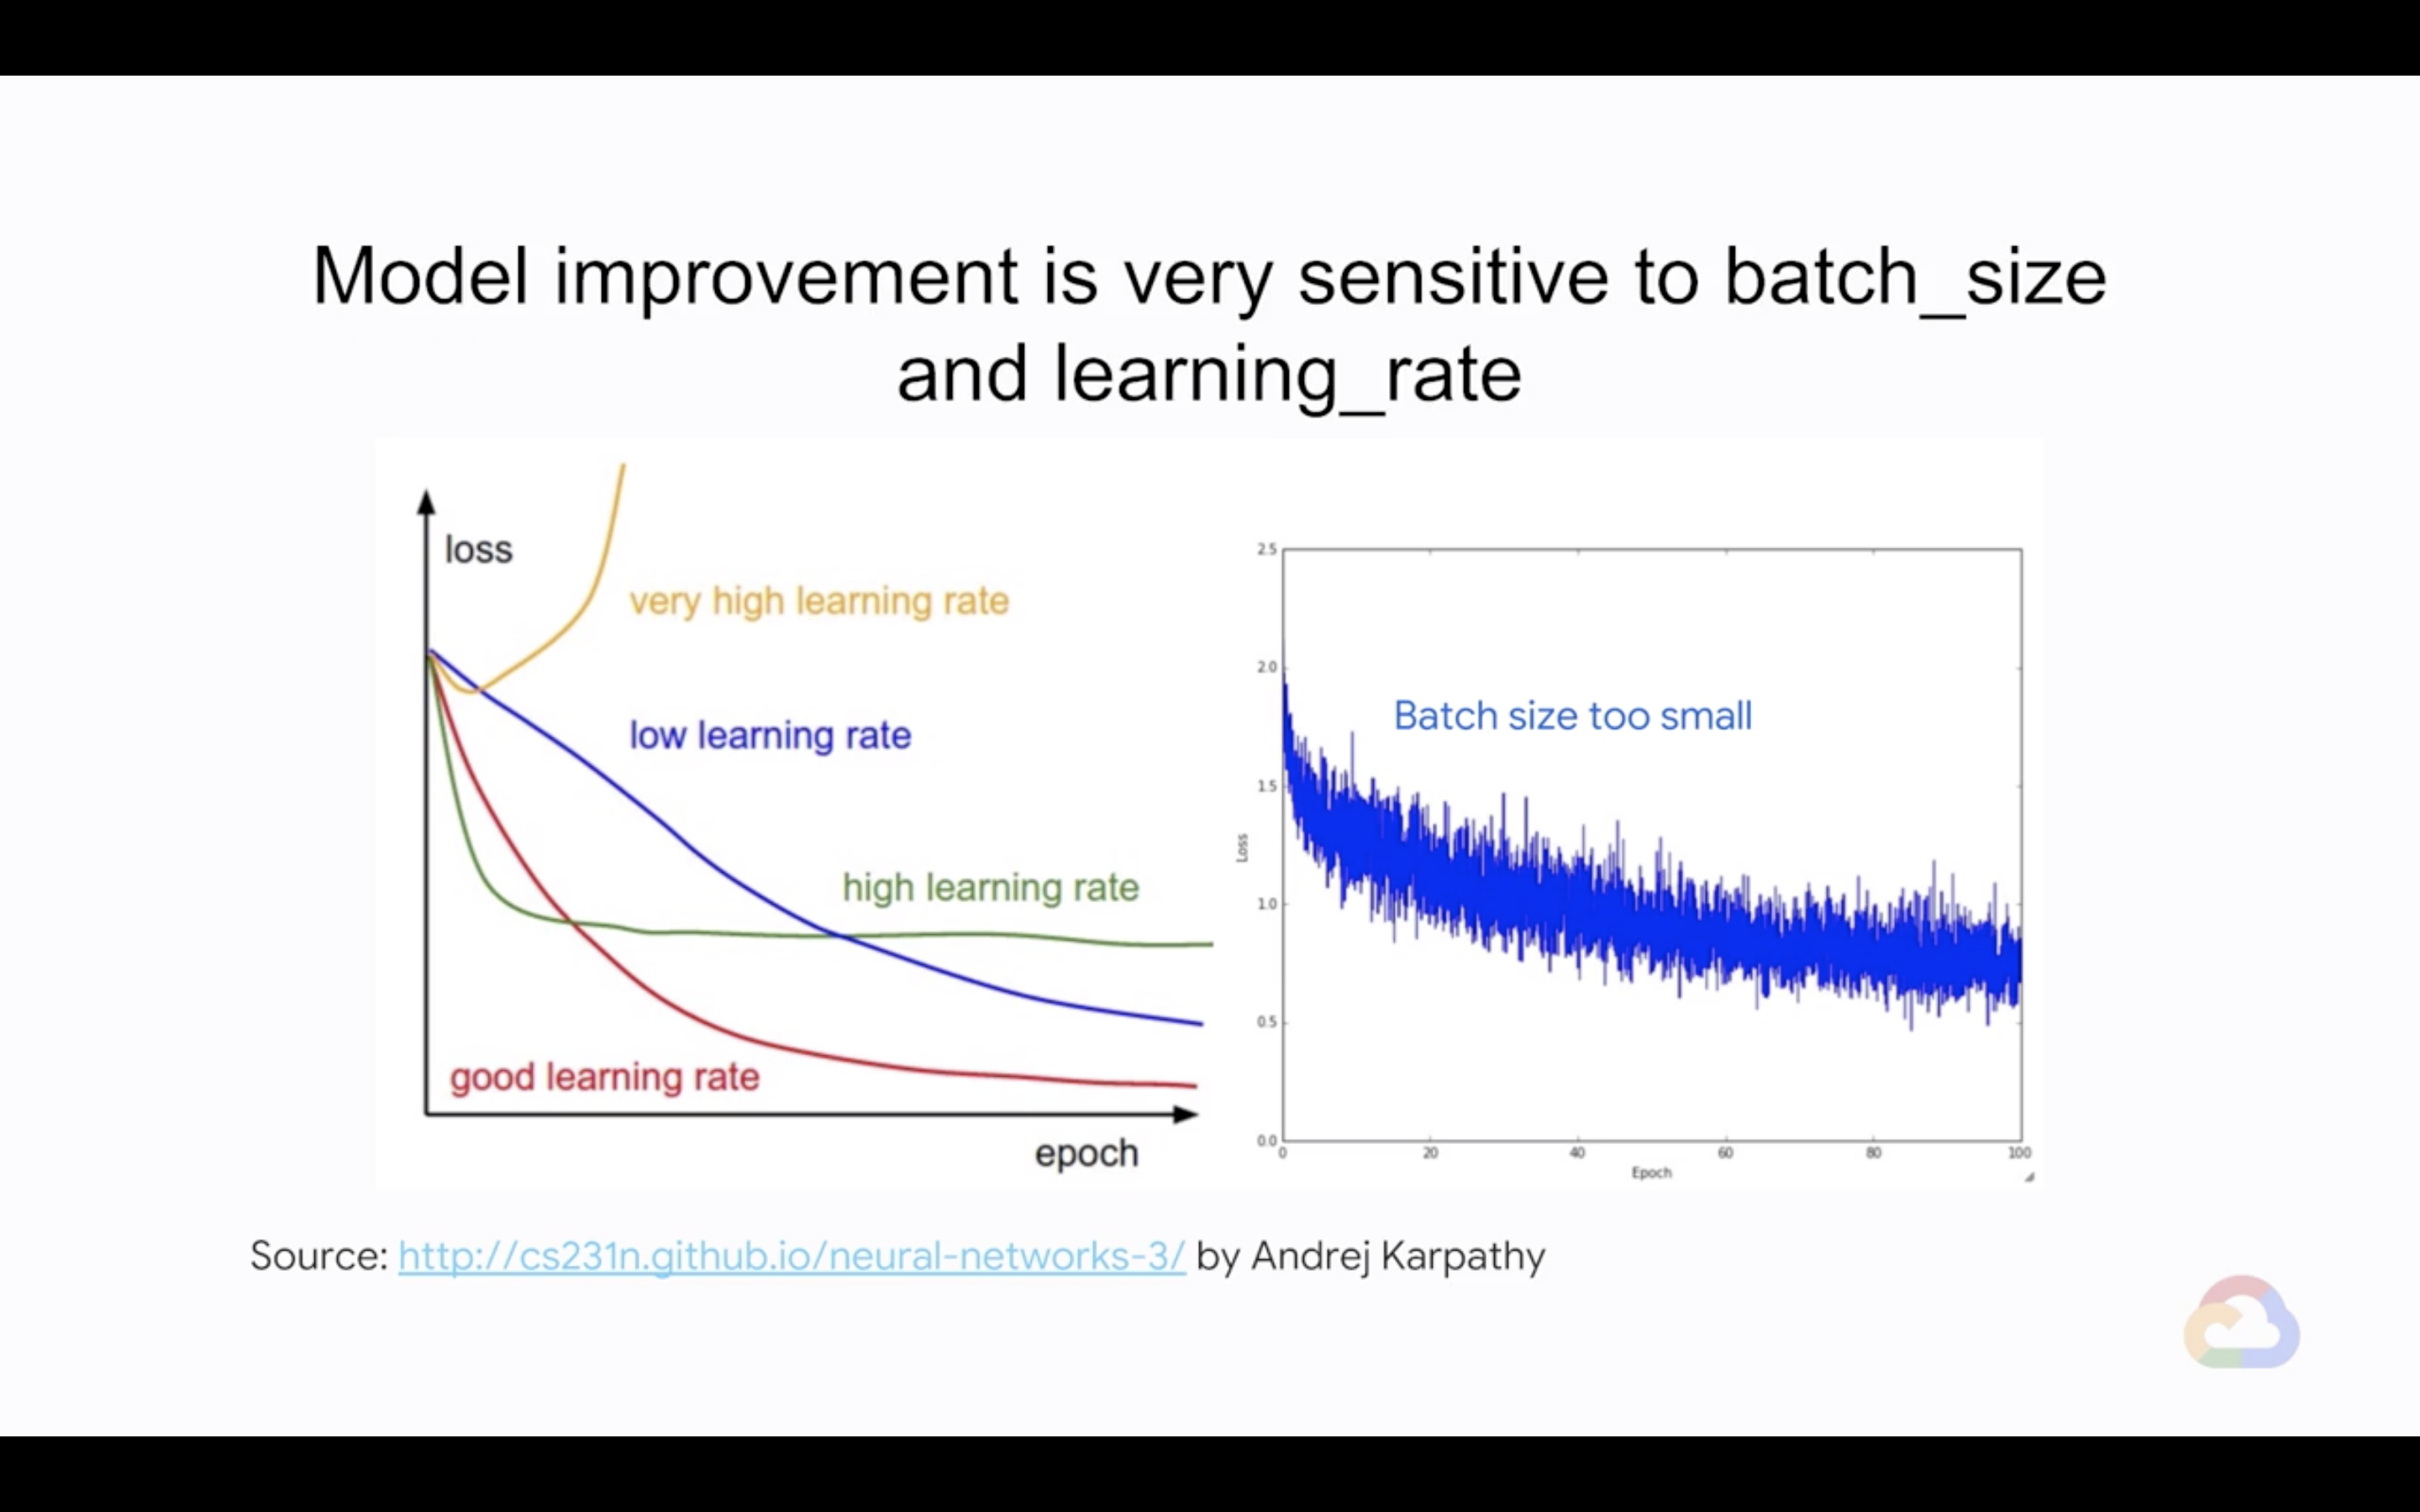 Model improvement is very sensitive to batch_size
and learning_rate
loss
very high learning rate
low learning rate
high learning rate
good learning rate
epoch
2.5
2.0
1.5
1.0
0.5
0.0
Loss
Batch size too small
0 20 40 60 80 100
Epoch
Source: http://cs231n.github.io/neural-networks-3/ by Andrej Karpathy